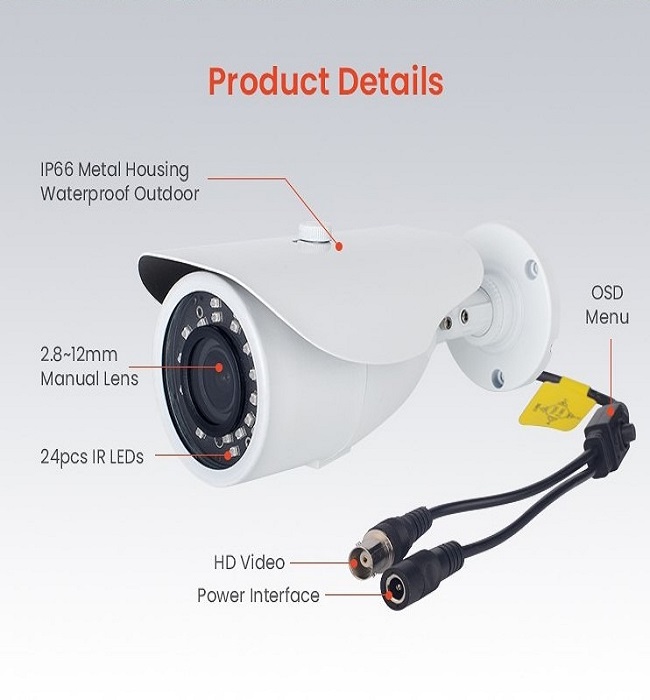 Product Details
IP66 Metal Housing
Waterproof Outdoor
OSD
Menu
2.8~12mm
Manual Lens
24pcs IR LEDs
HD Video
Power Interface